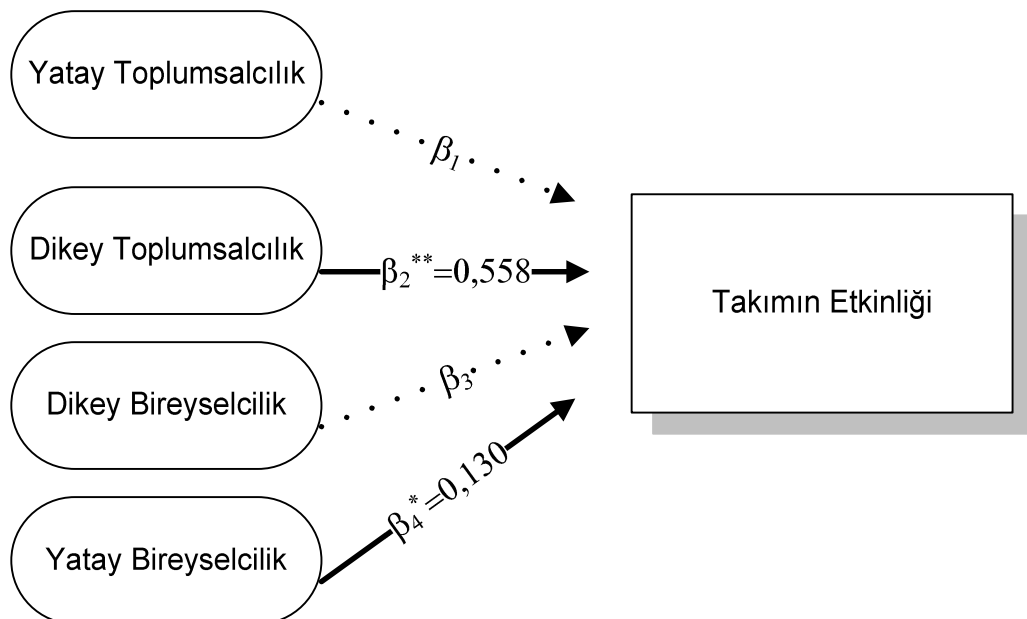 Yatay Toplumsalcılık
β1
Dikey Toplumsalcılık
β2**=0,558
Takımın Etkinliği
Dikey Bireyselcilik
β3
β4*=0,130
Yatay Bireyselcilik